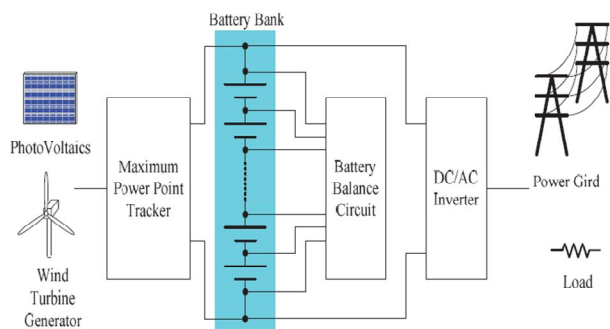 Battery Bank
PhotoVoltaics
Wind
Turbine
Generator
Maximum
Power Point
Tracker
Battery
Balance
Circuit
DC/AC
Inverter
Power Gird
Load